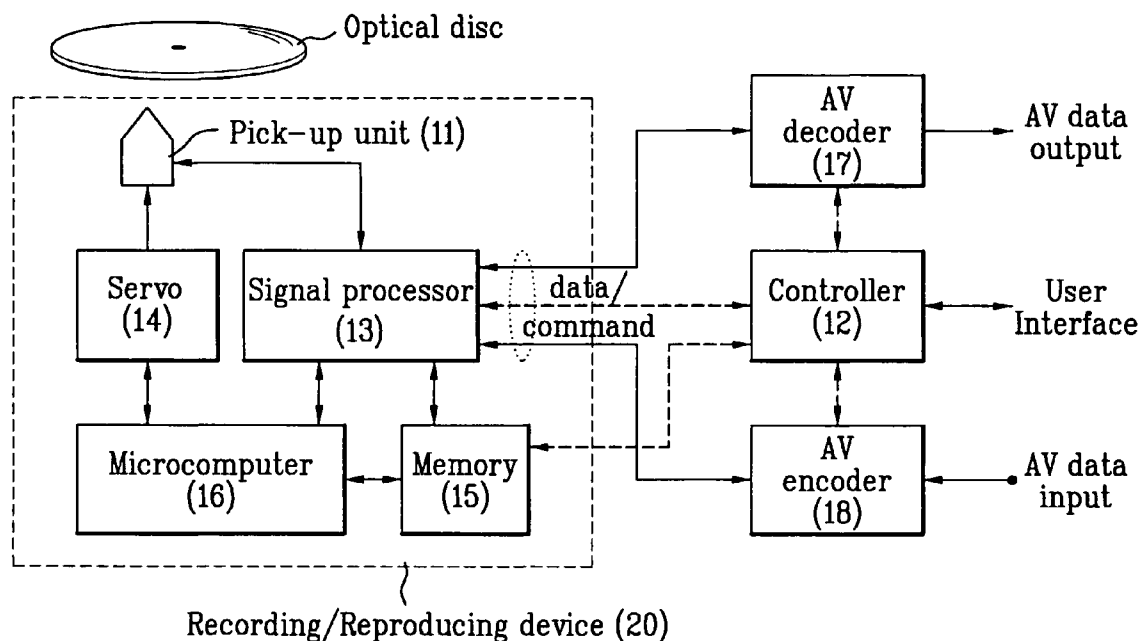 Optical disc
Pick-up unit (11)
AV
decoder
(17)
AV data
output
Servo
(14)
Signal processor
(13)
data/
command
Controller
(12)
User
Interface
Microcomputer
(16)
Memory
(15)
AV
encoder
(18)
AV data
input
Recording/Reproducing device (20)